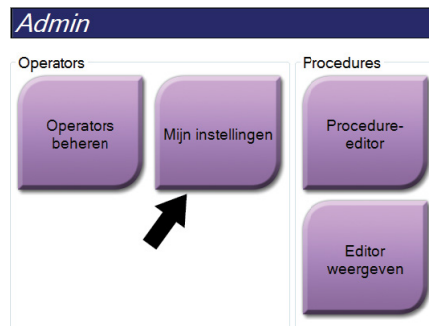 Admin
Operators
Procedures
Operators
beheren
Mijn instellingen
Procedure-
editor
Editor
weergeven